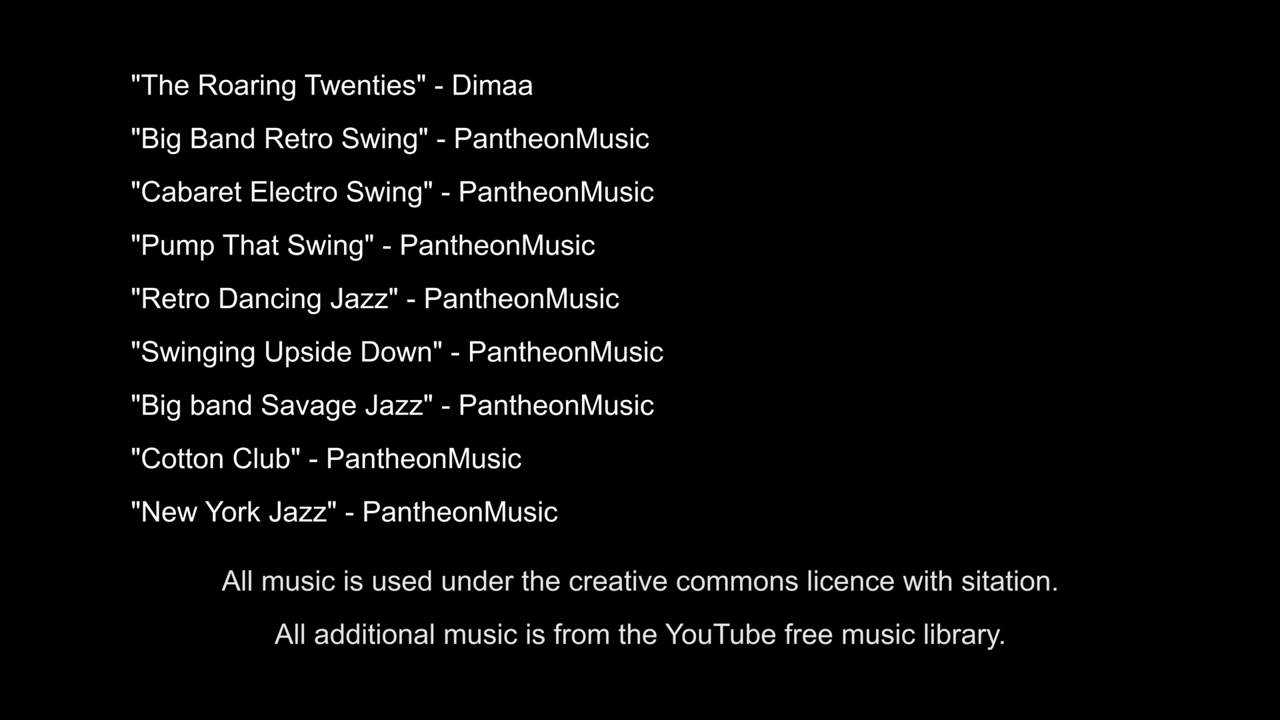 "The Roaring Twenties" - Dimaa
"Big Band Retro Swing" - PantheonMusic
"Cabaret Electro Swing" - PantheonMusic
"Pump That Swing" - PantheonMusic
"Retro Dancing Jazz" - PantheonMusic
"Swinging Upside Down" - PantheonMusic
"Big band Savage Jazz" - PantheonMusic
"Cotton Club" - PantheonMusic
"New York Jazz" - PantheonMusic
All music is used under the creative commons licence with sitation.
All additional music is from the YouTube free music library.